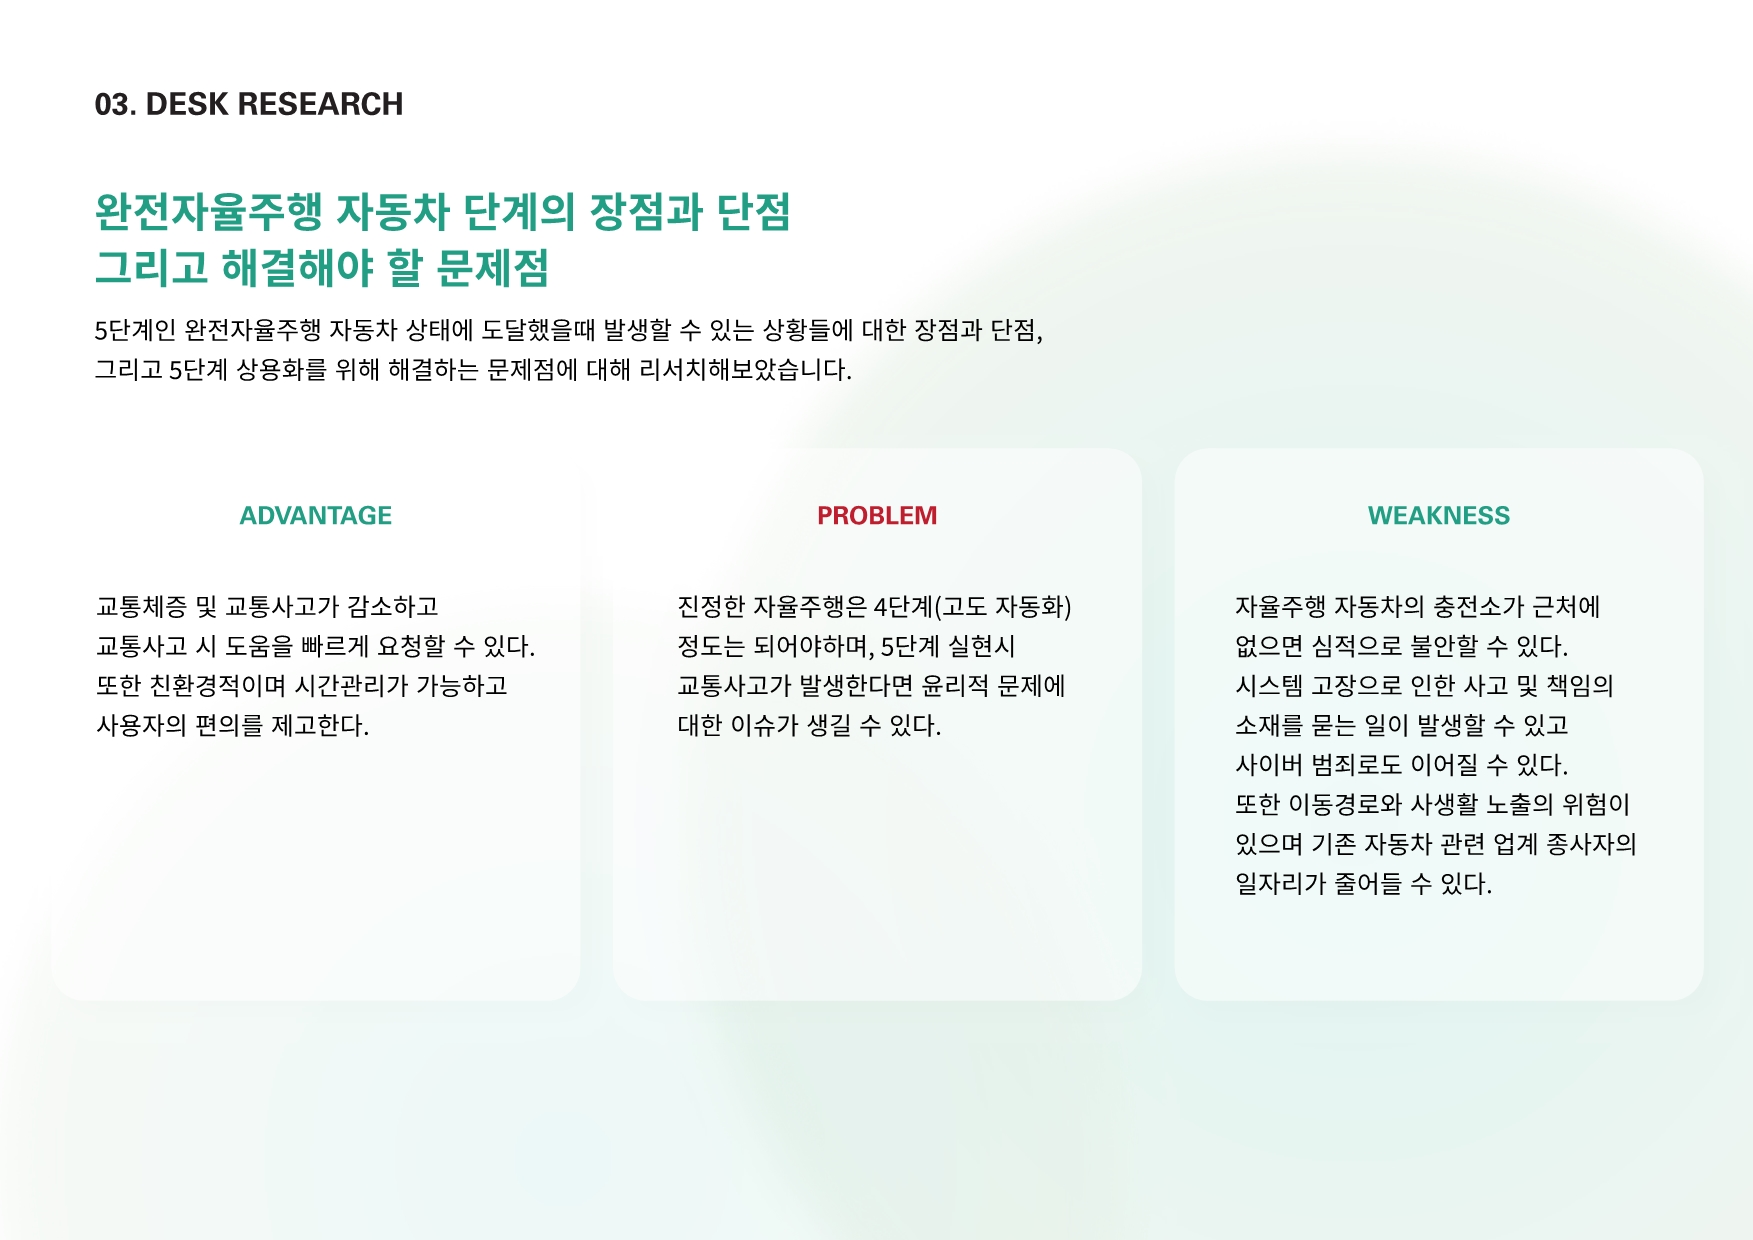 03. DESK RESEARCH
완전자율주행 자동차 단계의 장점과 단점
그리고 해결해야 할 문제점
5단계인 완전자율주행 자동차 상태에 도달했을때 발생할 수 있는 상황들에 대한 장점과 단점,
그리고 5단계 상용화를 위해 해결하는 문제점에 대해 리서치해보았습니다.
ADVANTAGE
교통체증 및 교통사고가 감소하고
교통사고 시 도움을 빠르게 요청할 수 있다.
또한 친환경적이며 시간관리가 가능하고
사용자의 편의를 제고한다.
PROBLEM
진정한 자율주행은 4단계(고도 자동화)
정도는 되어야하며, 5단계 실현시
교통사고가 발생한다면 윤리적 문제에
대한 이슈가 생길 수 있다.
WEAKNESS
자율주행 자동차의 충전소가 근처에
없으면 심적으로 불안할 수 있다.
시스템 고장으로 인한 사고 및 책임의
소재를 묻는 일이 발생할 수 있고
사이버 범죄로도 이어질 수 있다.
또한 이동경로와 사생활 노출의 위험이
있으며 기존 자동차 관련 업계 종사자의
일자리가 줄어들 수 있다.